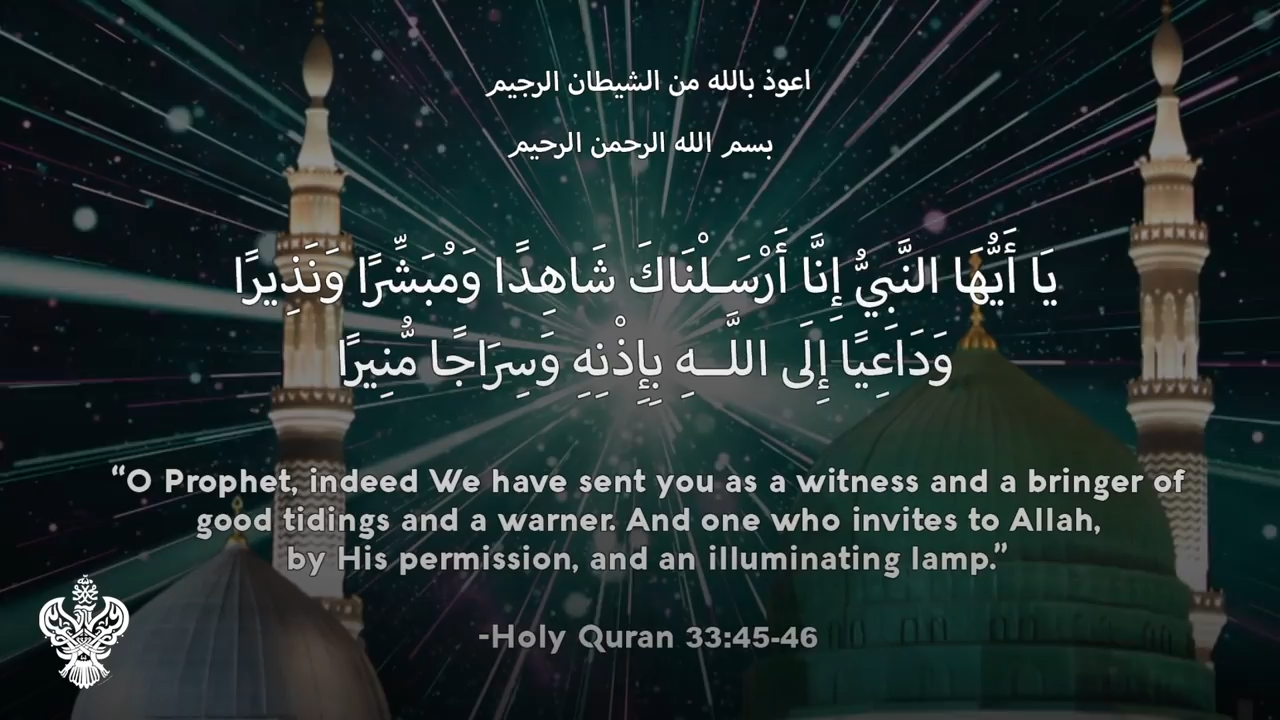 اعوذ بالله من الشيطان الرجيم
بسم الله الرحمن الرحيم
يَا أَيُّهَا النَّبِيُّ إِنَّا أَرْسَلْنَاكَ شَاهِدًا وَمُبَشِّرًا وَنَذِيرًا
وَدَاعِيًا إِلَى اللَّـهِ بِإِذْنِهِ وَسِرَاجًا مُّنِيرًا
“O Prophet, indeed We have sent you as a witness and a bringer of
good tidings and a warner. And one who invites to Allah,
by His permission, and an illuminating lamp.”
-Holy Quran 33:45-46